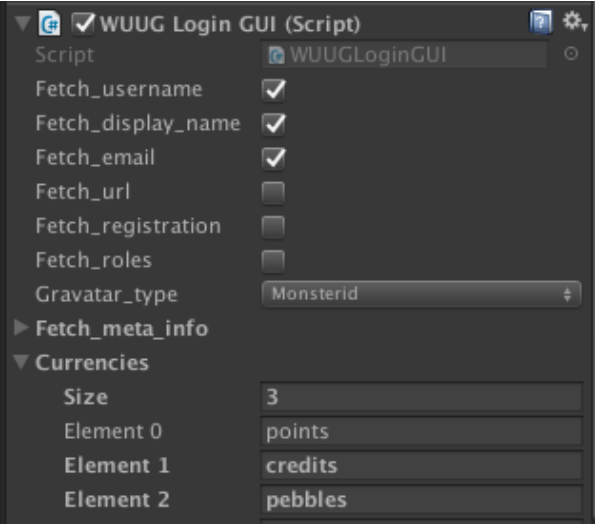 WUUG Login GUI (Script)
Script WUUGLoginGUI
Fetch_username
Fetch_display_name
Fetch_email
Fetch_url
Fetch_registration
Fetch_roles
Gravatar_type Monsterid
Fetch_meta_info
Currencies
Size 3
Element 0 points
Element 1 credits
Element 2 pebbles